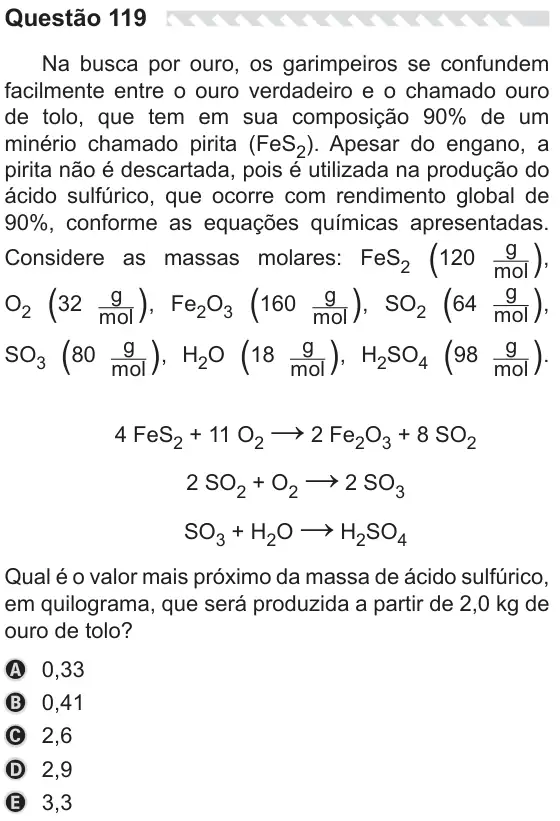 Questão 119
Na busca por ouro, os garimpeiros se confundem
facilmente entre o ouro verdadeiro e o chamado ouro
de tolo, que tem em sua composição 90% de um
minério chamado pirita (FeS₂). Apesar do engano, a
pirita não é descartada, pois é utilizada na produção do
ácido sulfúrico, que ocorre com rendimento global de
90%, conforme as equações químicas apresentadas.
Considere as massas molares: FeS₂ (120 g/mol),
O₂ (32 g/mol), Fe₂O₃ (160 g/mol), SO₂ (64 g/mol),
SO₃ (80 g/mol), H₂O (18 g/mol), H₂SO₄ (98 g/mol).
4 FeS₂ + 11 O₂ ⟶ 2 Fe₂O₃ + 8 SO₂
2 SO₂ + O₂ ⟶ 2 SO₃
SO₃ + H₂O ⟶ H₂SO₄
Qual é o valor mais próximo da massa de ácido sulfúrico,
em quilograma, que será produzida a partir de 2,0 kg de
ouro de tolo?
A 0,33
B 0,41
C 2,6
D 2,9
E 3,3